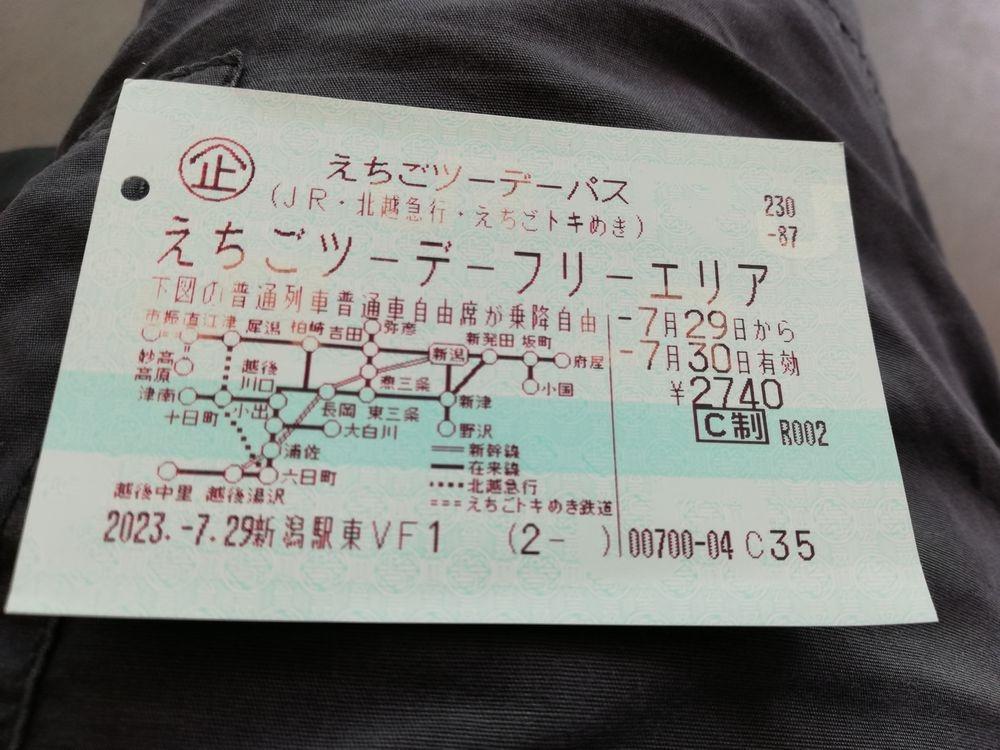 企 えちごツーデーパス
(JR・北越急行・えちごトキめき)
230
-87
えちごツーデーフリーエリア
下図の普通列車普通車自由席が乗降自由
-7月29日から
-7月30日有効
¥2740
C制 R002
市振 直江津 犀潟 柏崎 吉田 弥彦
新潟 新発田 坂町
府屋
妙高高原
越後川口
燕三条
小国
津南
十日町 小出 長岡 東三条 新津
大白川 野沢
浦佐
六日町
越後中里 越後湯沢
新幹線
在来線
北越急行
えちごトキめき鉄道
2023.-7.29新潟駅東VF1 (2- ) 00700-04 C35